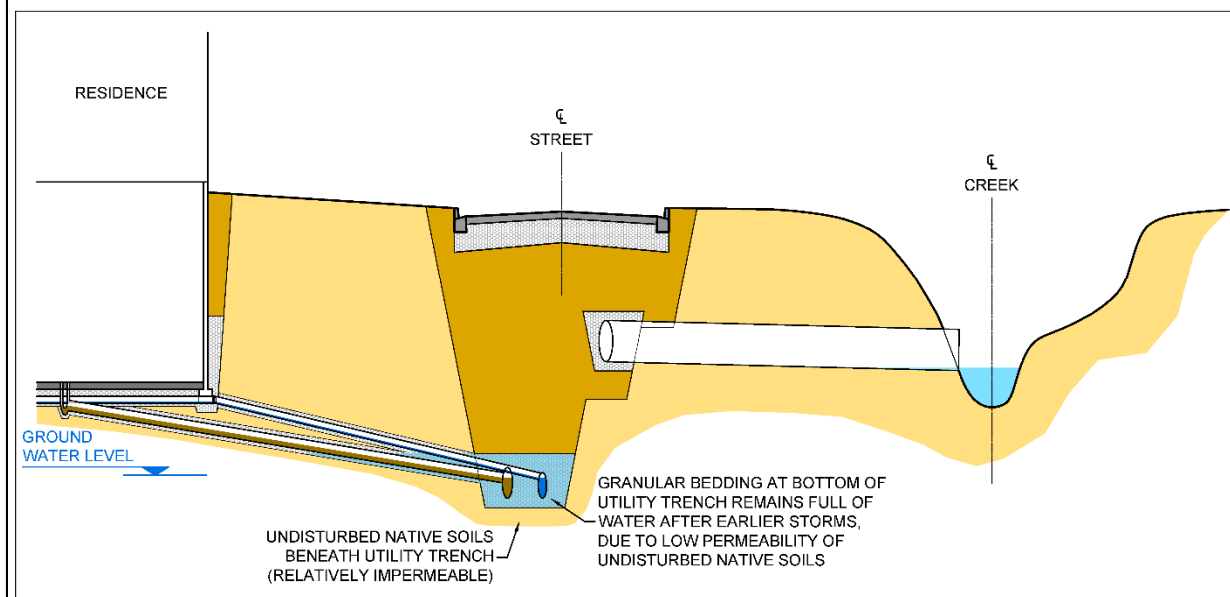 RESIDENCE
℄
STREET
℄
CREEK
GROUND
WATER LEVEL
UNDISTURBED NATIVE SOILS
BENEATH UTILITY TRENCH
(RELATIVELY IMPERMEABLE)
GRANULAR BEDDING AT BOTTOM OF
UTILITY TRENCH REMAINS FULL OF
WATER AFTER EARLIER STORMS,
DUE TO LOW PERMEABILITY OF
UNDISTURBED NATIVE SOILS